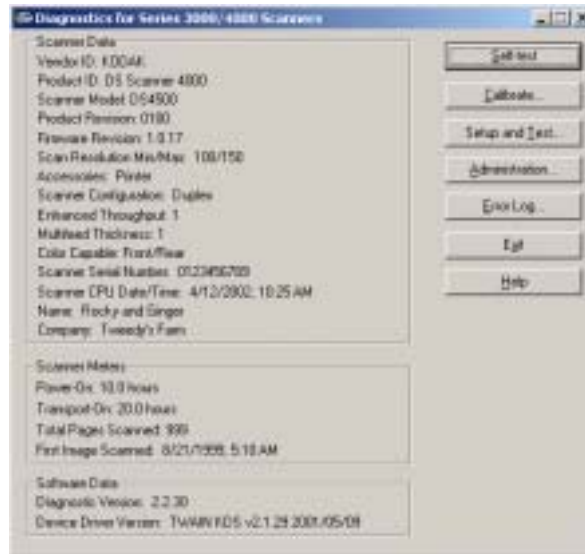 Diagnostics for Series 3000/4000 Scanners
Scanner Data
Vendor ID: KODAK
Product ID: DS Scanner 4000
Scanner Model: DS4500
Product Revision: 0180
Firmware Revision: 1.0.17
Scan Resolution Min/Max: 100/150
Accessories: Printer
Scanner Configuration: Duplex
Enhanced Throughput: 1
Multifeed Thickness: 1
Color Capable: Front/Rear
Scanner Serial Number: 0123456789
Scanner CPU Date/Time: 4/12/2002, 10:25 AM
Name: Rocky and Ginger
Company: Tweedy's Farm
Scanner Meters
Power-On: 10.0 hours
Transport-On: 20.0 hours
Total Pages Scanned: 999
First Image Scanned: 8/21/1999, 5:10 AM
Software Data
Diagnostic Version: 2.2.30
Device Driver Version: TWAIN KDS v2.1.29 2001/05/09
Self-test
Calibrate...
Setup and Test...
Administration...
Error Log...
Exit
Help